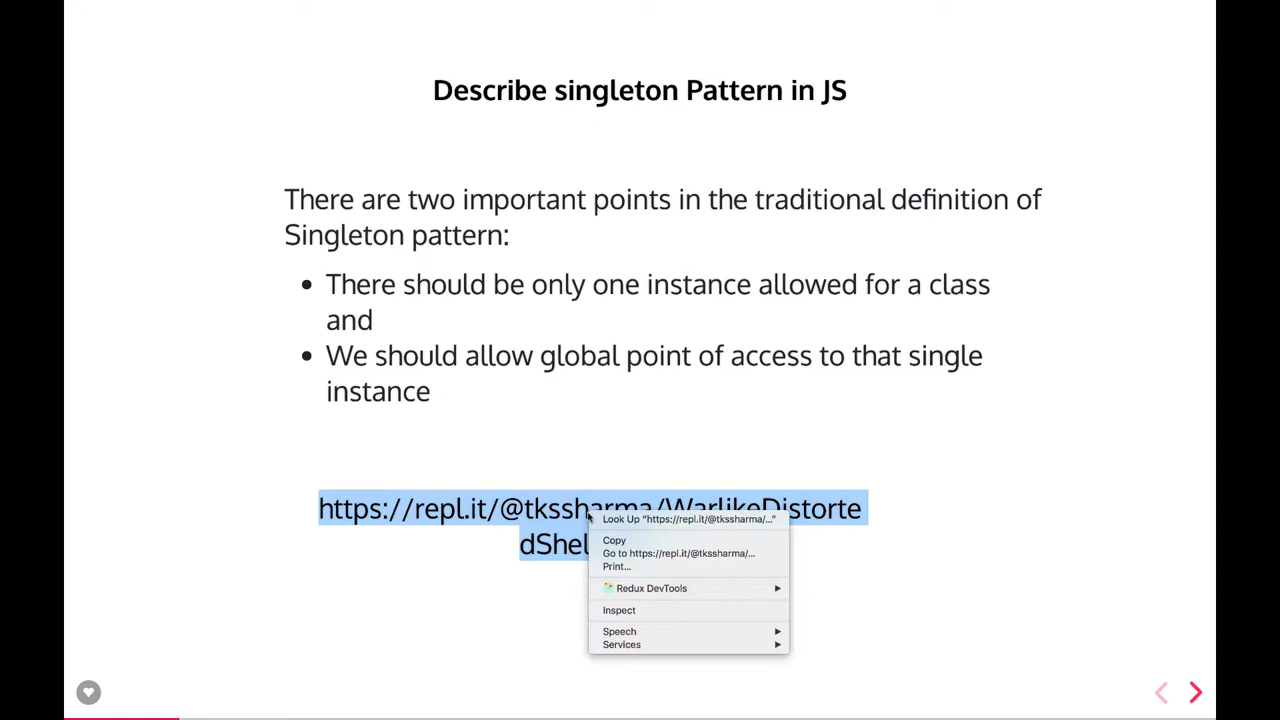 Describe singleton Pattern in JS
There are two important points in the traditional definition of
Singleton pattern:
• There should be only one instance allowed for a class
and
• We should allow global point of access to that single
instance
https://repl.it/@tkssharma/WarlikeDistorte
dShel
Look Up “https://repl.it/@tkssharma/...”
Copy
Go to https://repl.it/@tkssharma/...
Print...
Redux DevTools
Inspect
Speech
Services